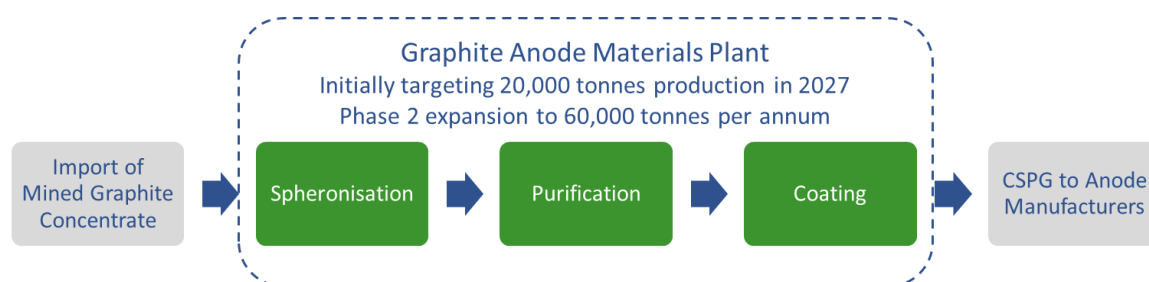 Graphite Anode Materials Plant
Initially targeting 20,000 tonnes production in 2027
Phase 2 expansion to 60,000 tonnes per annum
Import of
Mined Graphite
Concentrate
Spheronisation
Purification
Coating
CSPG to Anode
Manufacturers